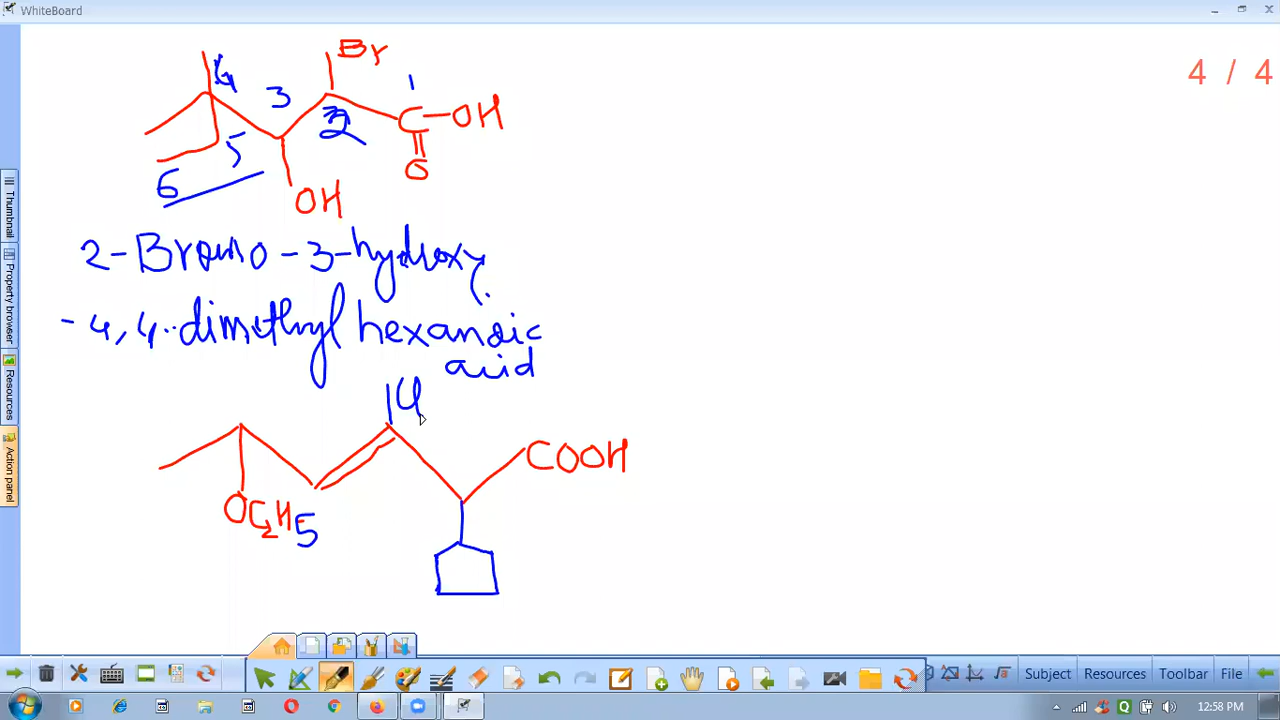 WhiteBoard
4 / 4
Br
4 3 1
C-OH
2
5
O
6
OH
2-Bromo-3-hydroxy
-4,4-dimethyl hexanoic
acid
COOH
OC2H5
Thumbnail
Property browser
Resources
Action panel
Subject Resources Toolbar File
12:58 PM